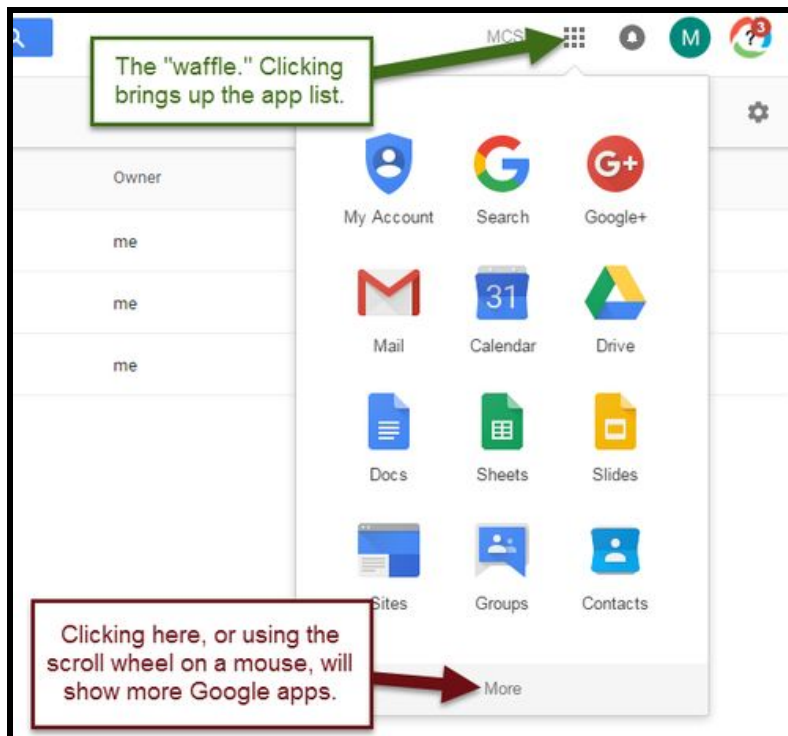 MCS
M
3
?
The "waffle." Clicking
brings up the app list.
Owner
G+
My Account Search Google+
me
31
me
Mail Calendar Drive
me
Docs Sheets Slides
Sites Groups Contacts
Clicking here, or using the
scroll wheel on a mouse, will
show more Google apps.
More